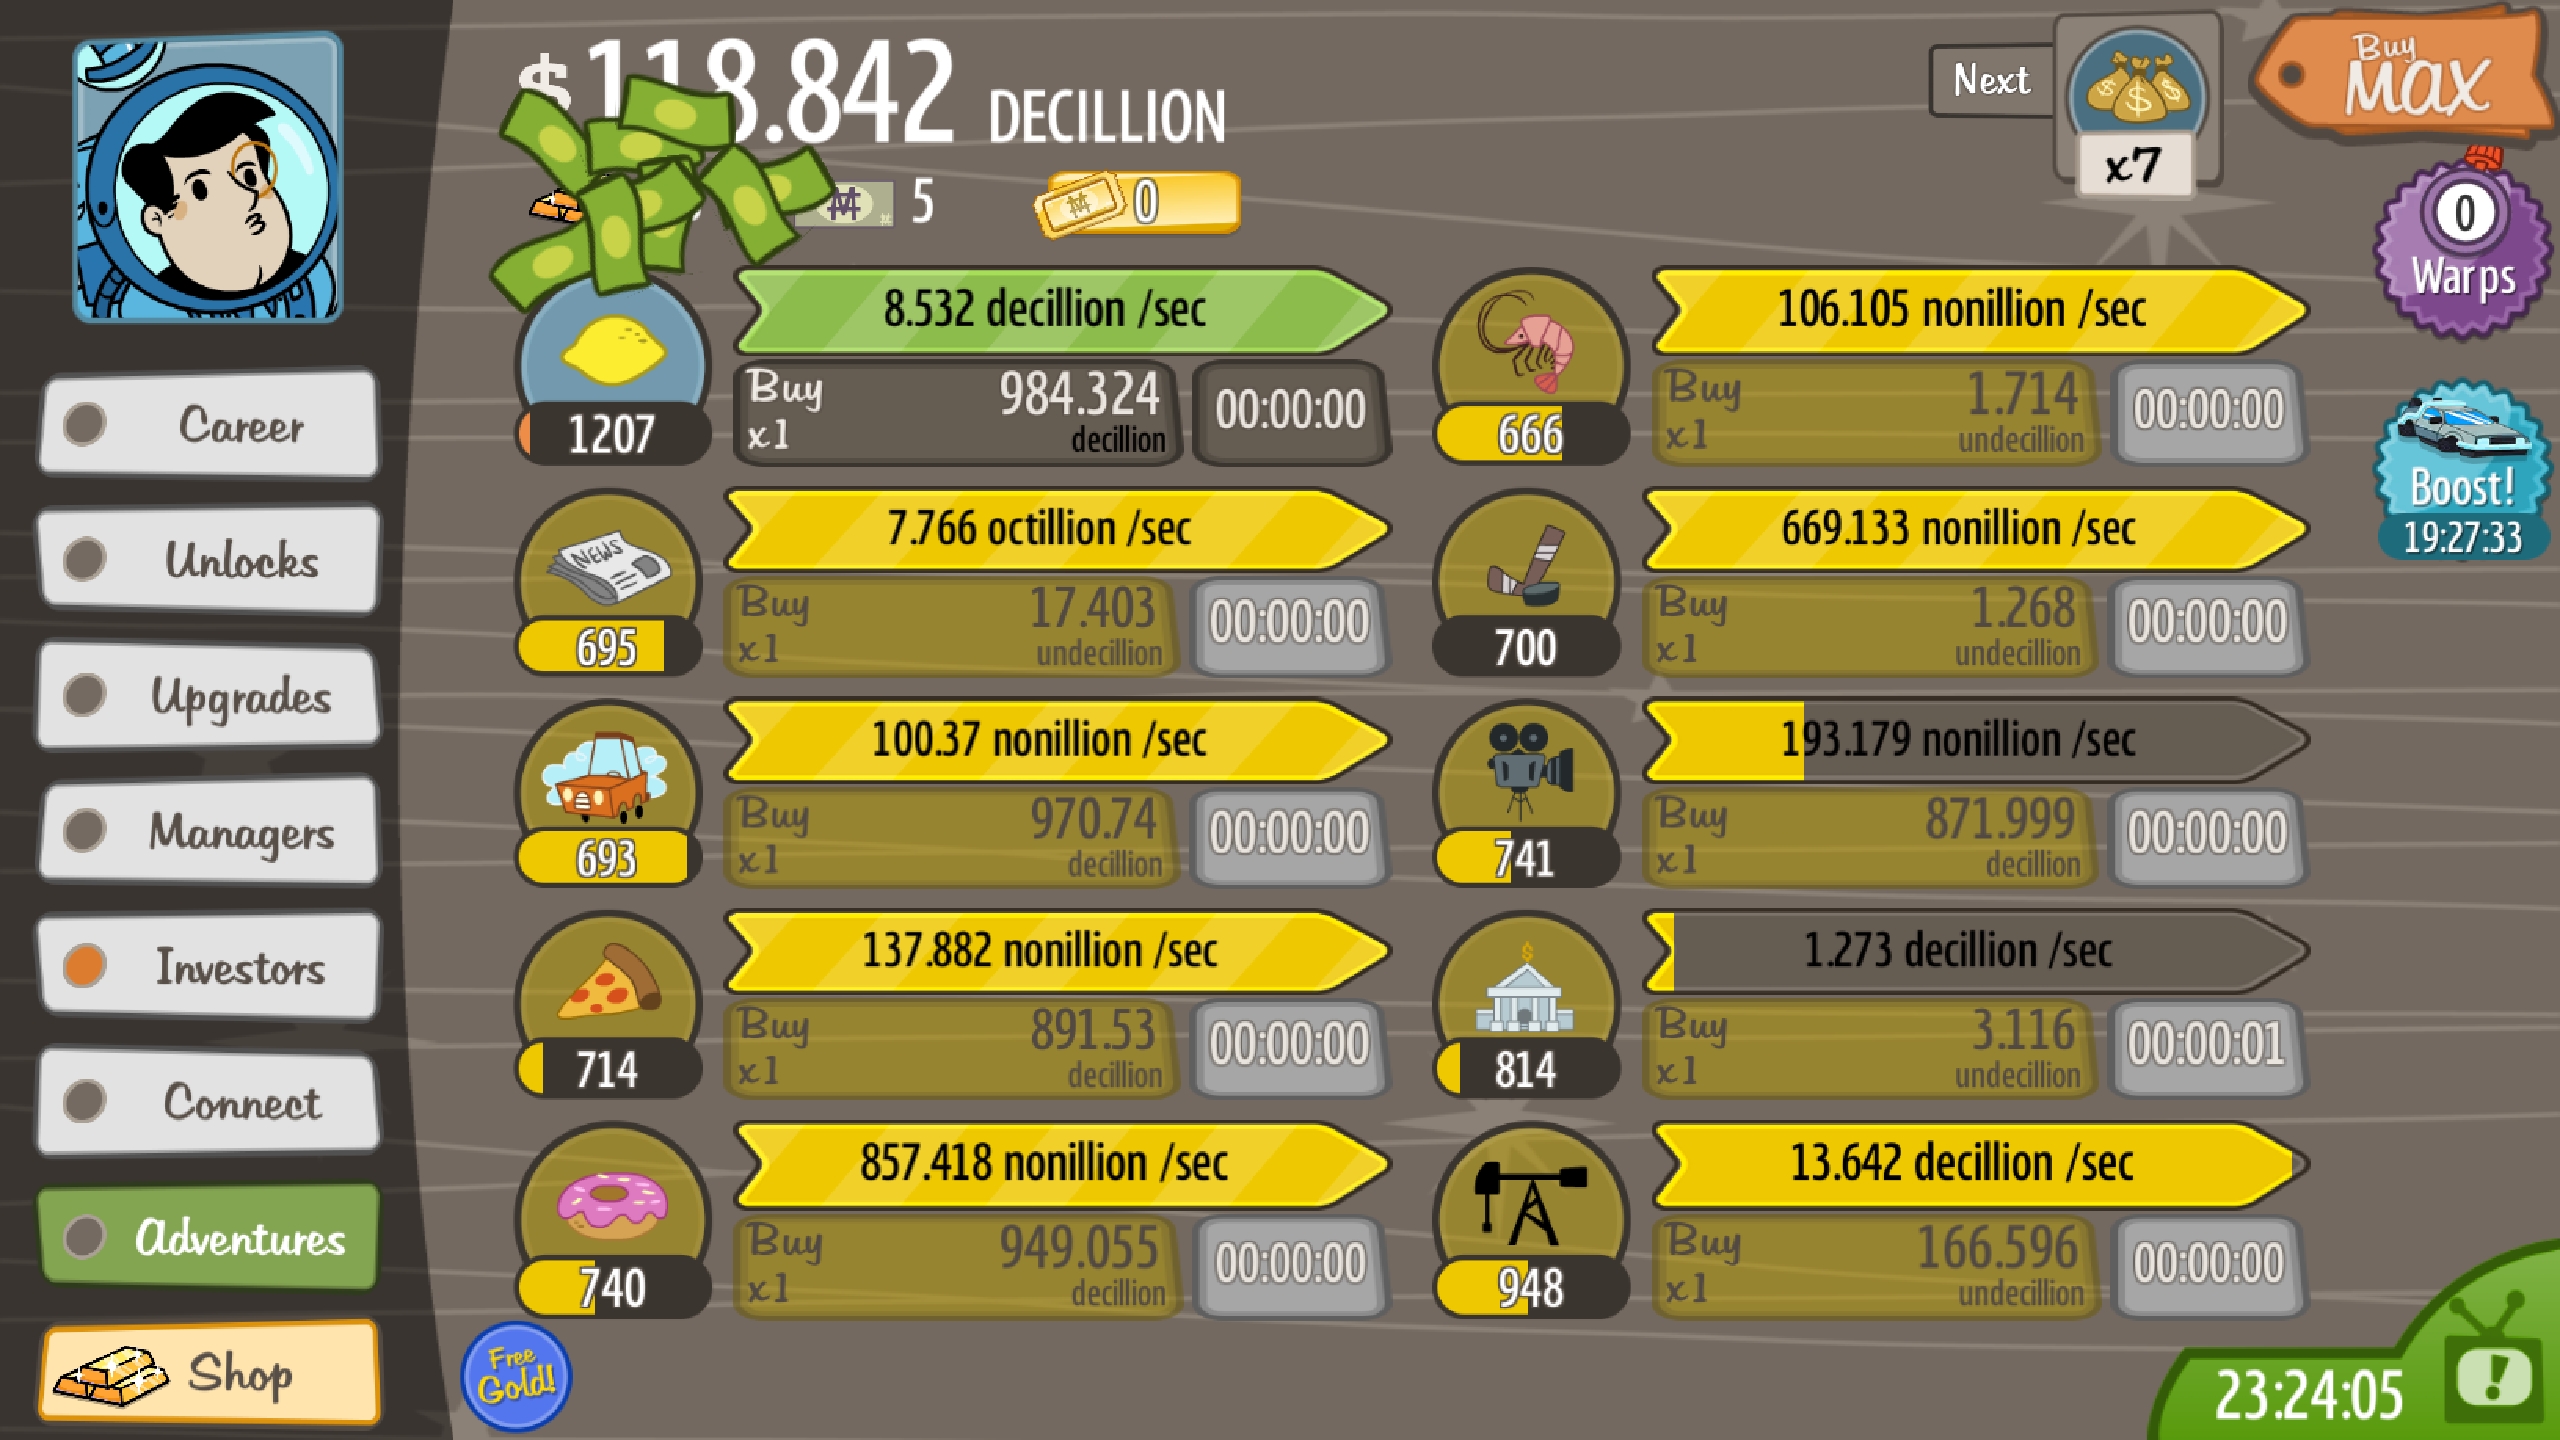 $118.842 DECILLION
5
0
Next
x7
Buy
MAX
0
Warps
Boost!
19:27:33
Career
Unlocks
Upgrades
Managers
Investors
Connect
Adventures
Shop
8.532 decillion /sec
Buy
x1
984.324
decillion
00:00:00
1207
NEWS
7.766 octillion /sec
Buy
x1
17.403
undecillion
00:00:00
695
100.37 nonillion /sec
Buy
x1
970.74
decillion
00:00:00
693
137.882 nonillion /sec
Buy
x1
891.53
decillion
00:00:00
714
857.418 nonillion /sec
Buy
x1
949.055
decillion
00:00:00
740
106.105 nonillion /sec
Buy
x1
1.714
undecillion
00:00:00
666
669.133 nonillion /sec
Buy
x1
1.268
undecillion
00:00:00
700
193.179 nonillion /sec
Buy
x1
871.999
decillion
00:00:00
741
1.273 decillion /sec
Buy
x1
3.116
undecillion
00:00:01
814
13.642 decillion /sec
Buy
x1
166.596
undecillion
00:00:00
948
Free
Gold!
23:24:05